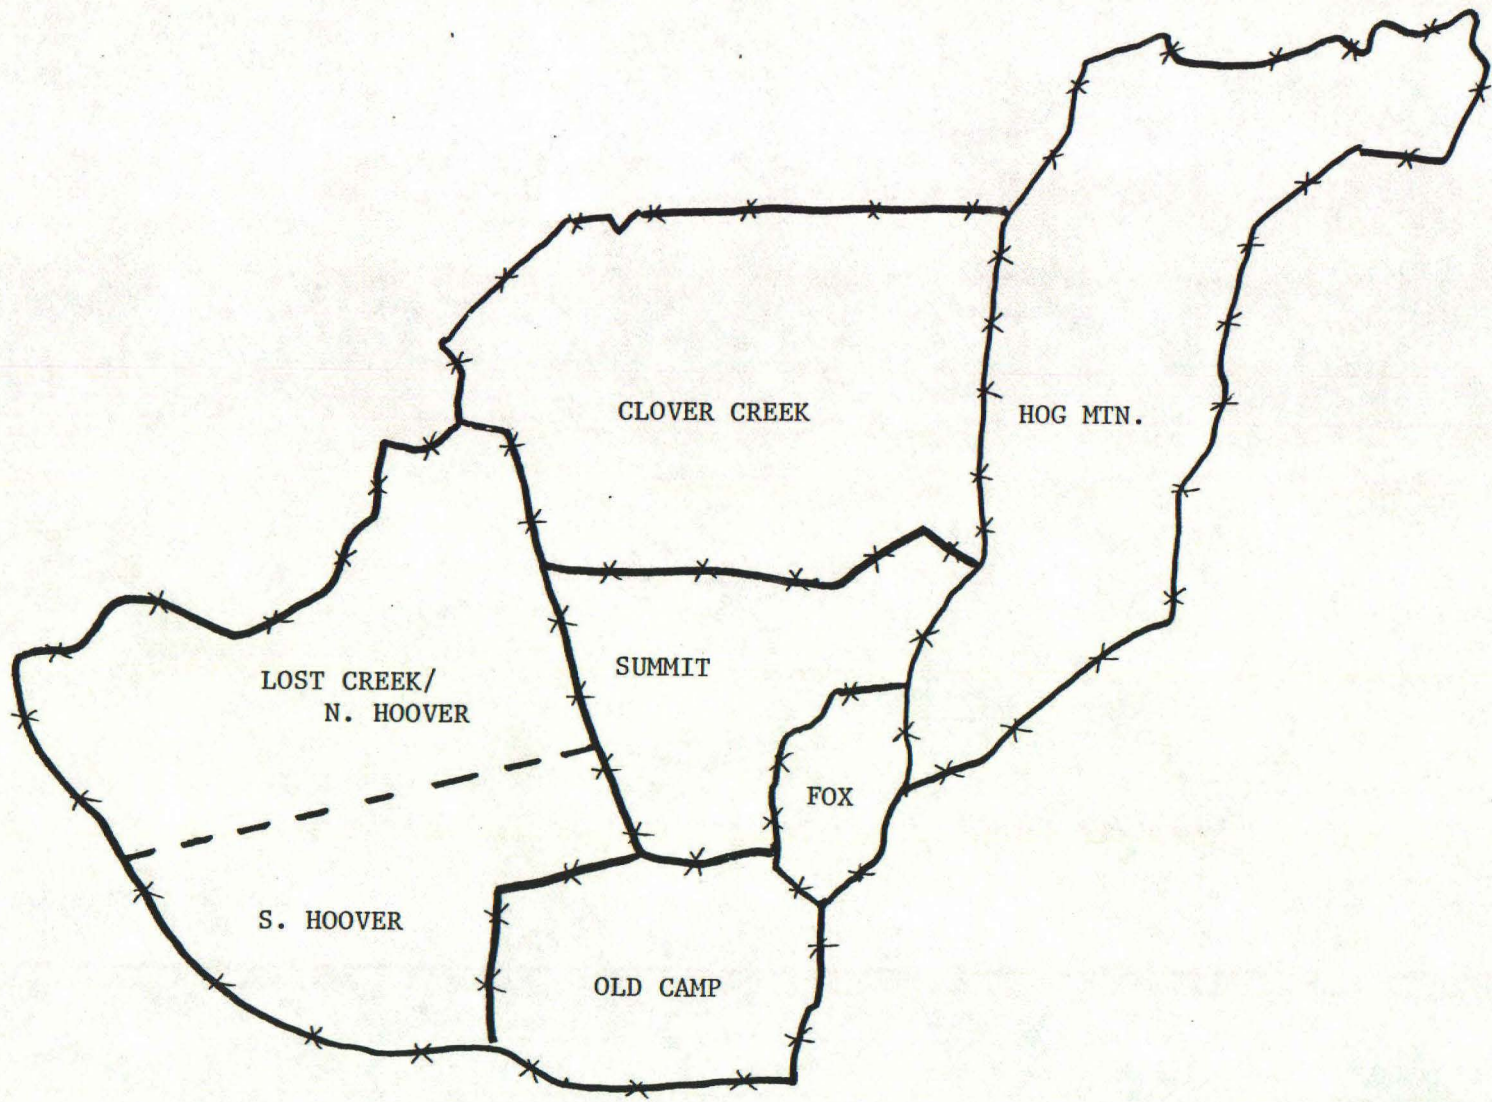 CLOVER CREEK
HOG MTN.
SUMMIT
LOST CREEK/
N. HOOVER
FOX
S. HOOVER
OLD CAMP